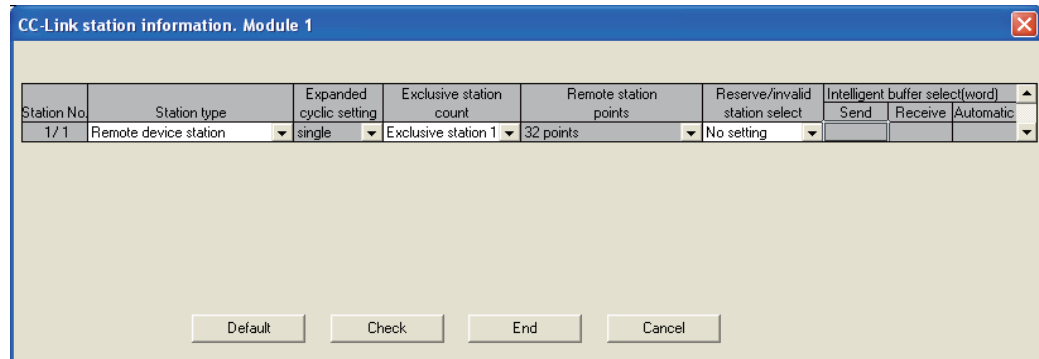 CC-Link station information. Module 1
Expanded Exclusive station Remote station Reserve/invalid Intelligent buffer select(word)
Station No. Station type cyclic setting count points station select Send Receive Automatic
1/ 1 Remote device station single Exclusive station 1 32 points No setting
Default Check End Cancel